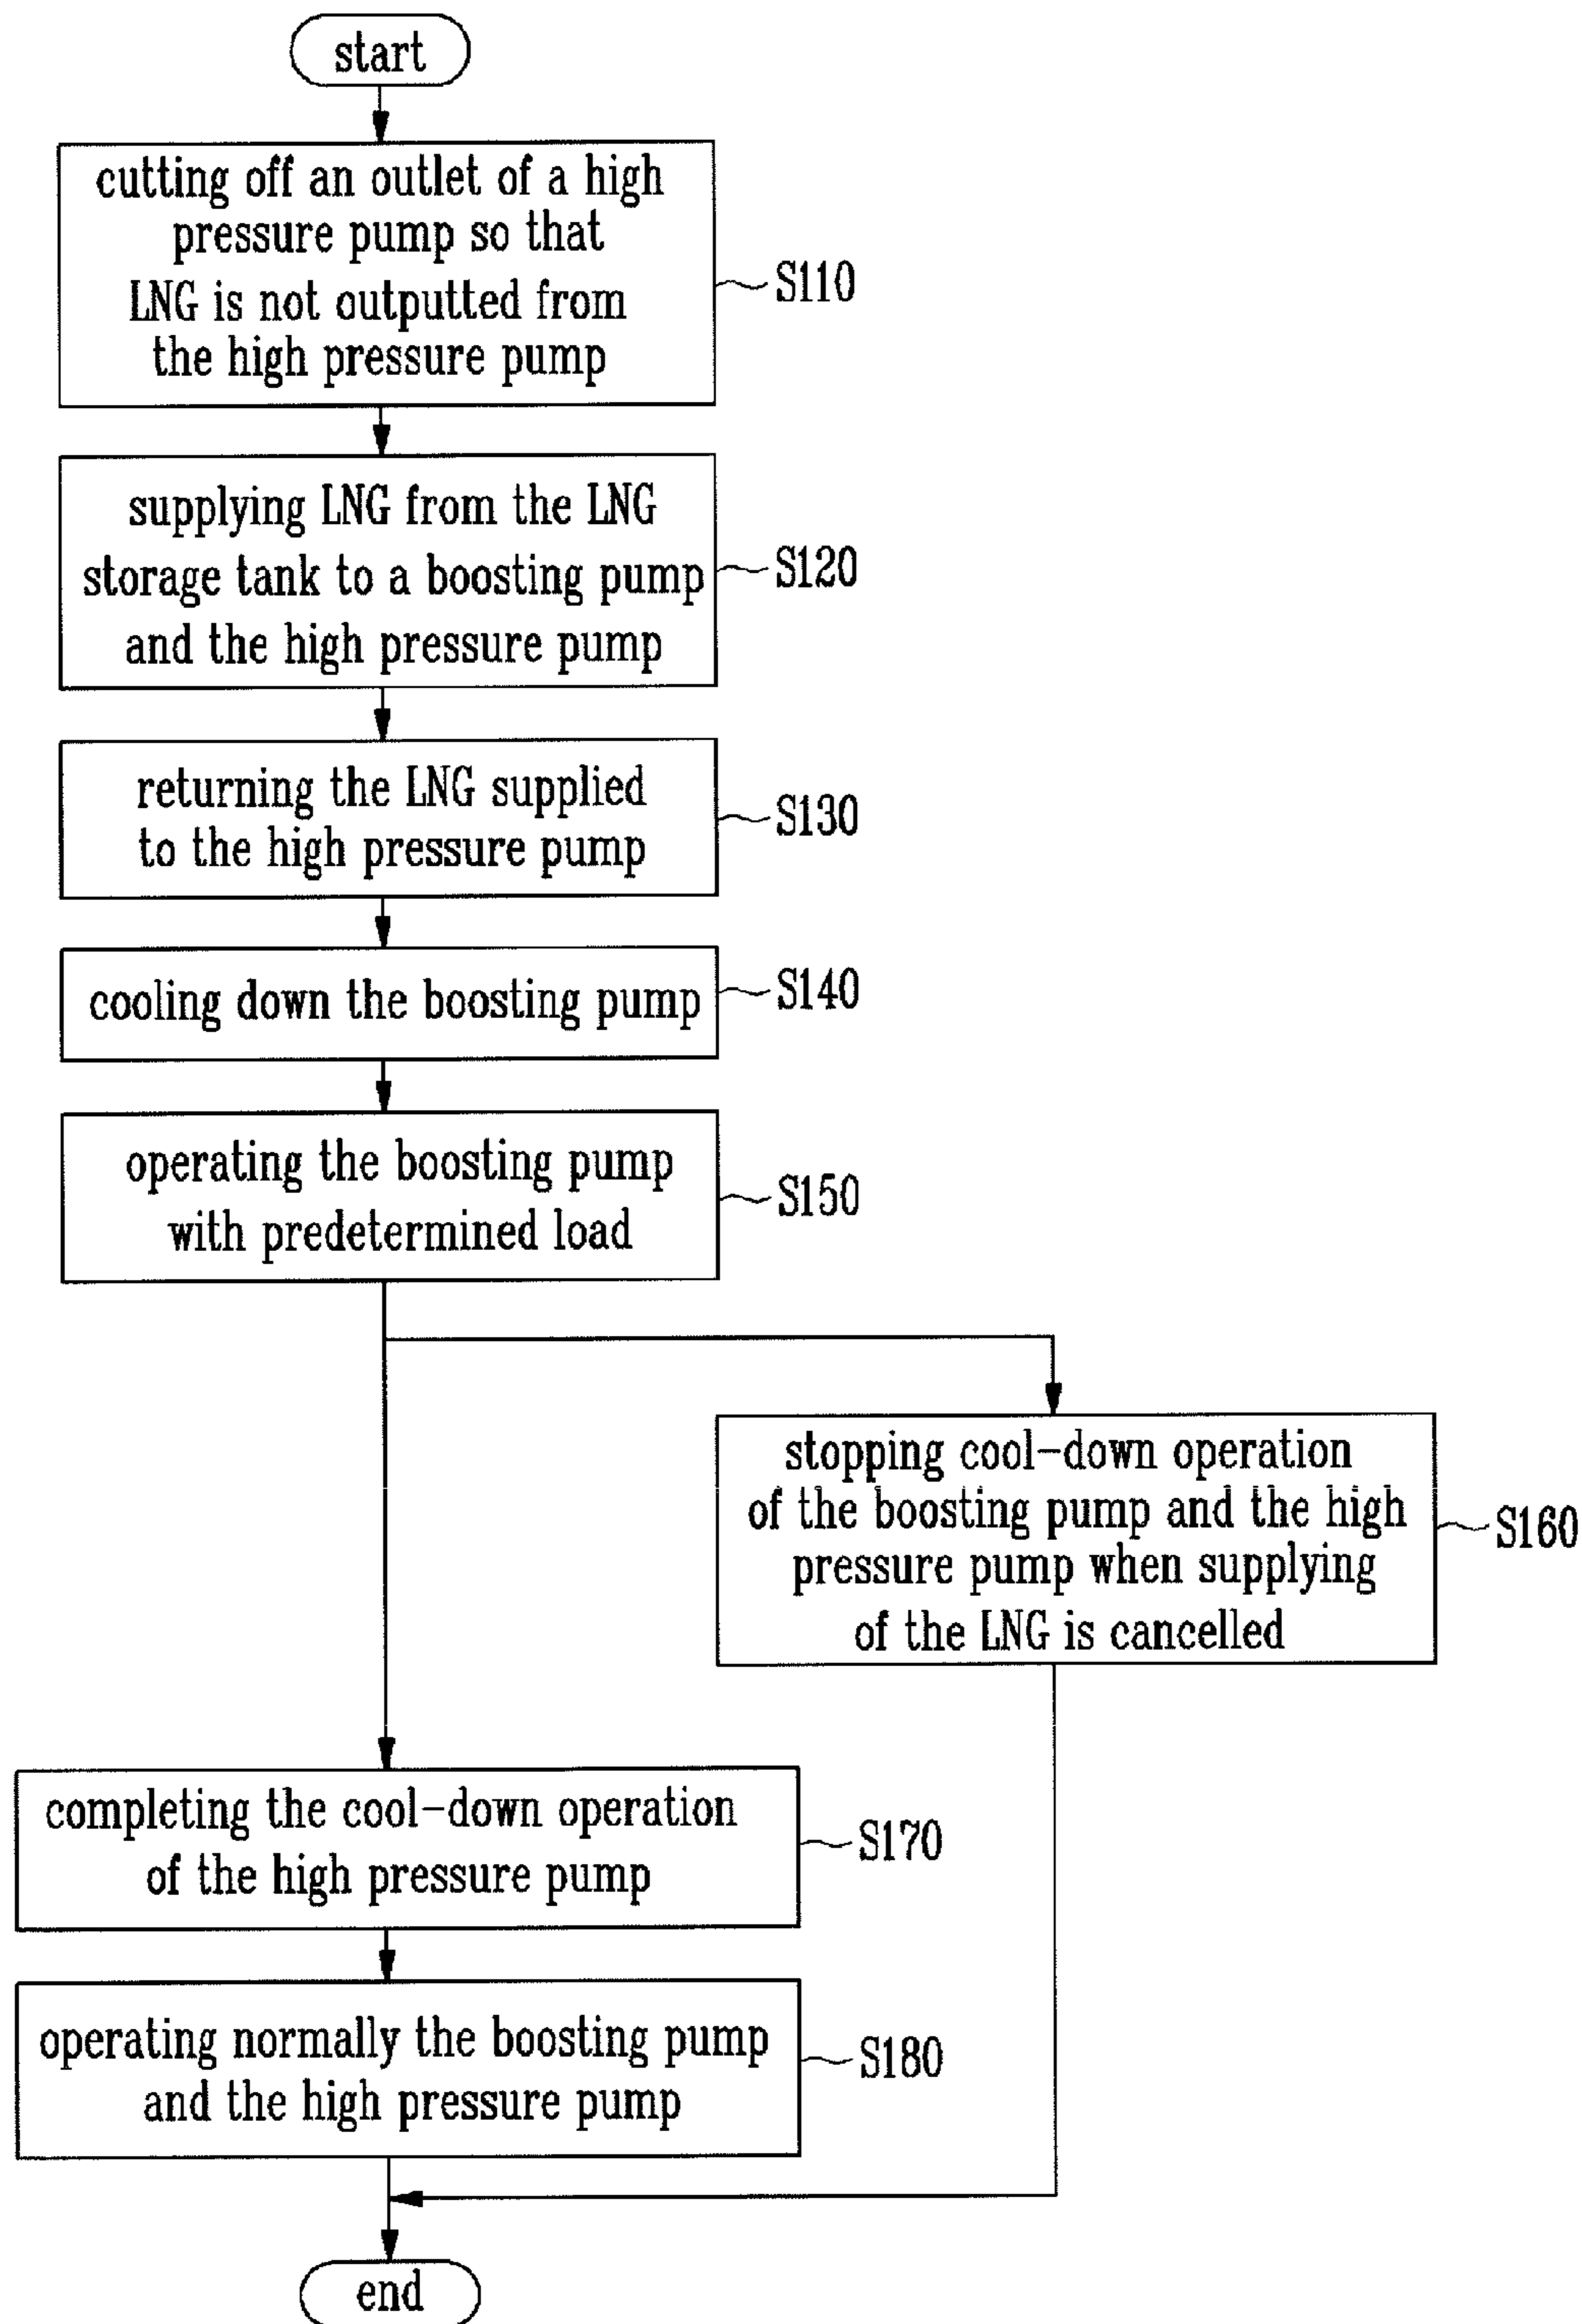 start
cutting off an outlet of a high
pressure pump so that
LNG is not outputted from
the high pressure pump
S110
supplying LNG from the LNG
storage tank to a boosting pump
and the high pressure pump
S120
returning the LNG supplied
to the high pressure pump
S130
cooling down the boosting pump
S140
operating the boosting pump
with predetermined load
S150
stopping cool-down operation
of the boosting pump and the high
pressure pump when supplying
of the LNG is cancelled
S160
completing the cool-down operation
of the high pressure pump
S170
operating normally the boosting pump
and the high pressure pump
S180
end